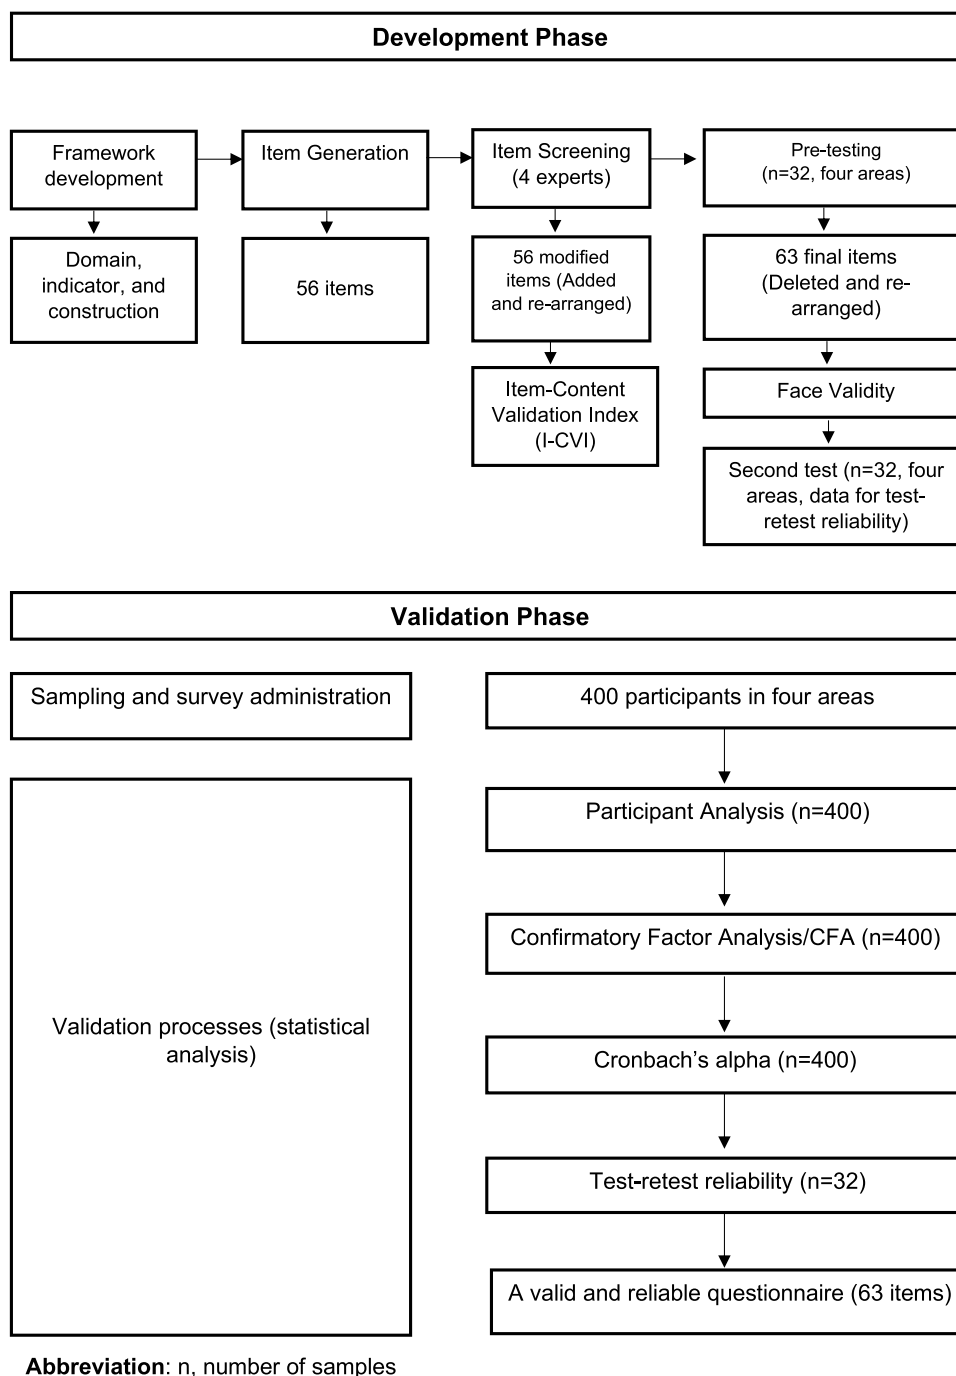 Development Phase
Framework
development
Item Generation
Item Screening
(4 experts)
Pre-testing
(n=32, four areas)
Domain,
indicator, and
construction
56 items
56 modified
items (Added
and re-arranged)
63 final items
(Deleted and re-
arranged)
Item-Content
Validation Index
(I-CVI)
Face Validity
Second test (n=32, four
areas, data for test-
retest reliability)
Validation Phase
Sampling and survey administration
400 participants in four areas
Participant Analysis (n=400)
Confirmatory Factor Analysis/CFA (n=400)
Validation processes (statistical
analysis)
Cronbach’s alpha (n=400)
Test-retest reliability (n=32)
A valid and reliable questionnaire (63 items)
Abbreviation: n, number of samples